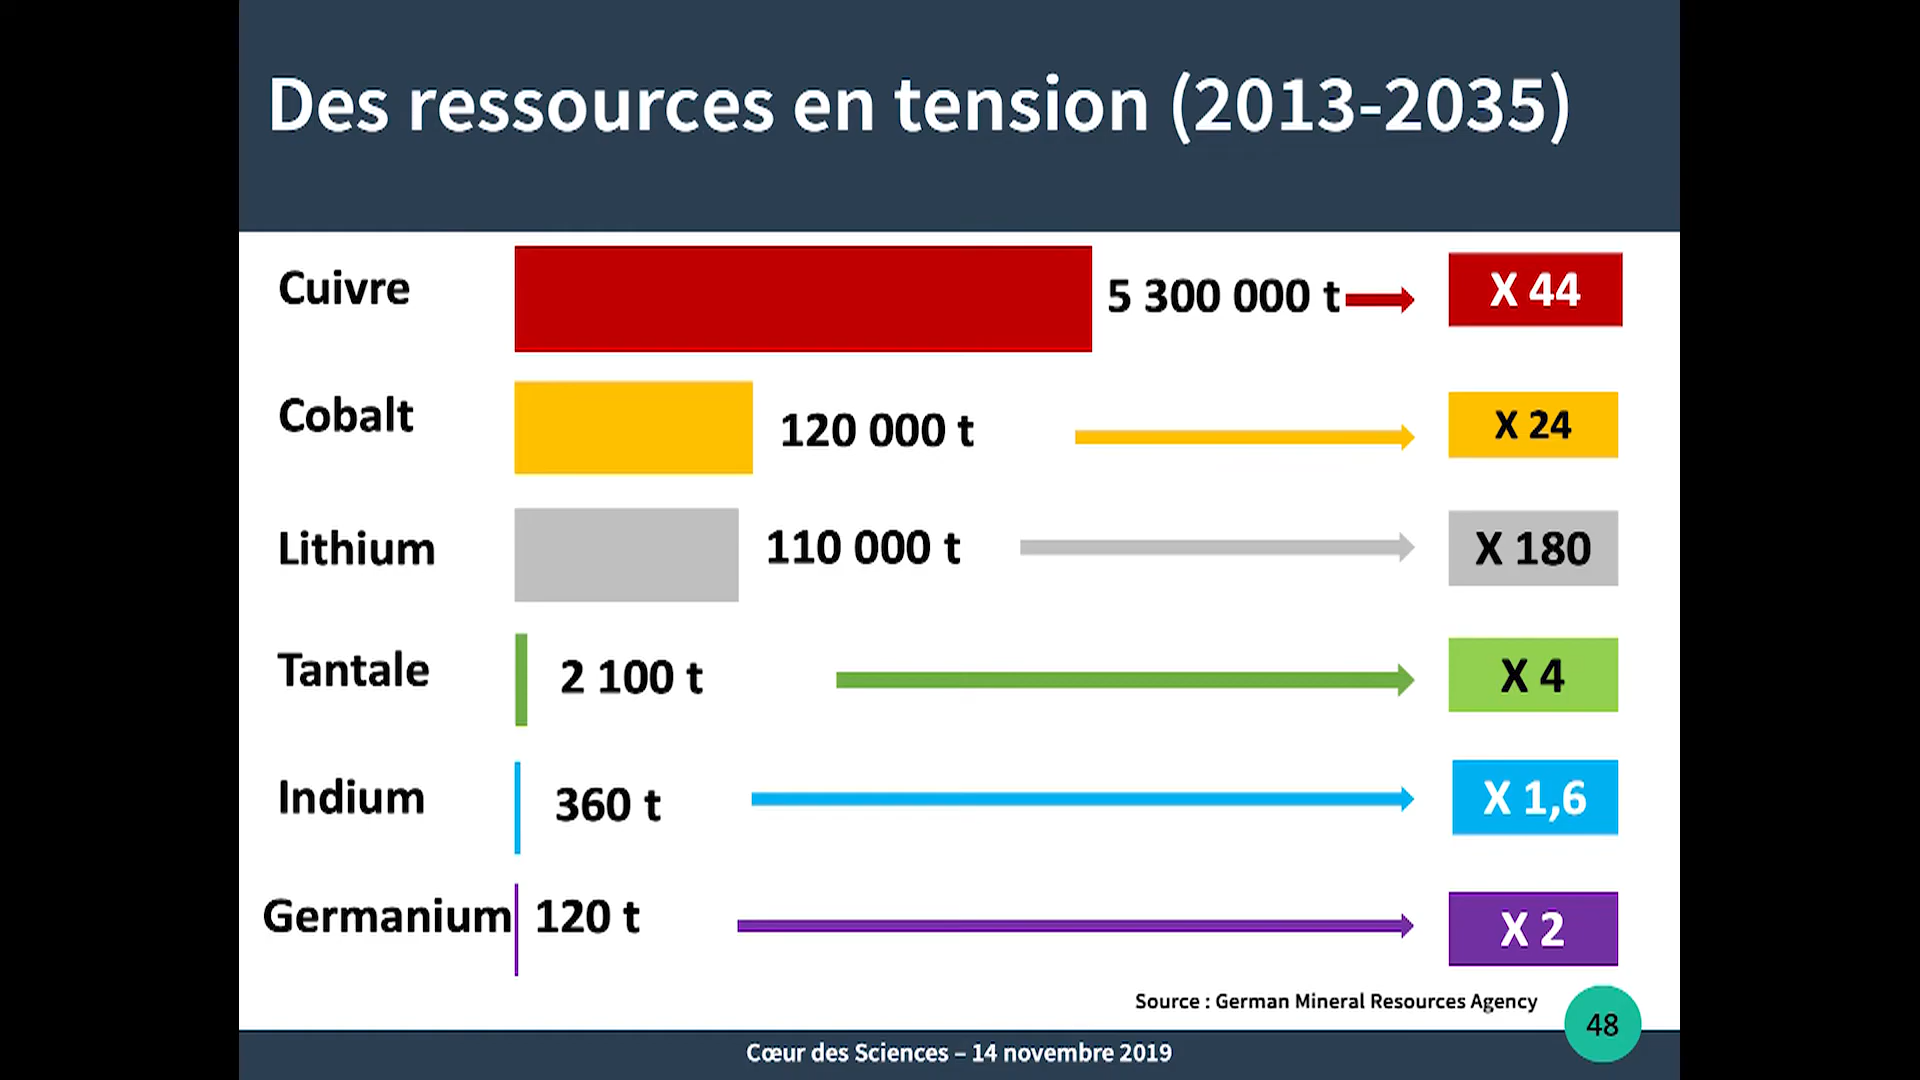 Des ressources en tension (2013-2035)
Cuivre 5 300 000 t X 44
Cobalt 120 000 t X 24
Lithium 110 000 t X 180
Tantale 2 100 t X 4
Indium 360 t X 1,6
Germanium 120 t X 2
Source : German Mineral Resources Agency
48
Cœur des Sciences – 14 novembre 2019